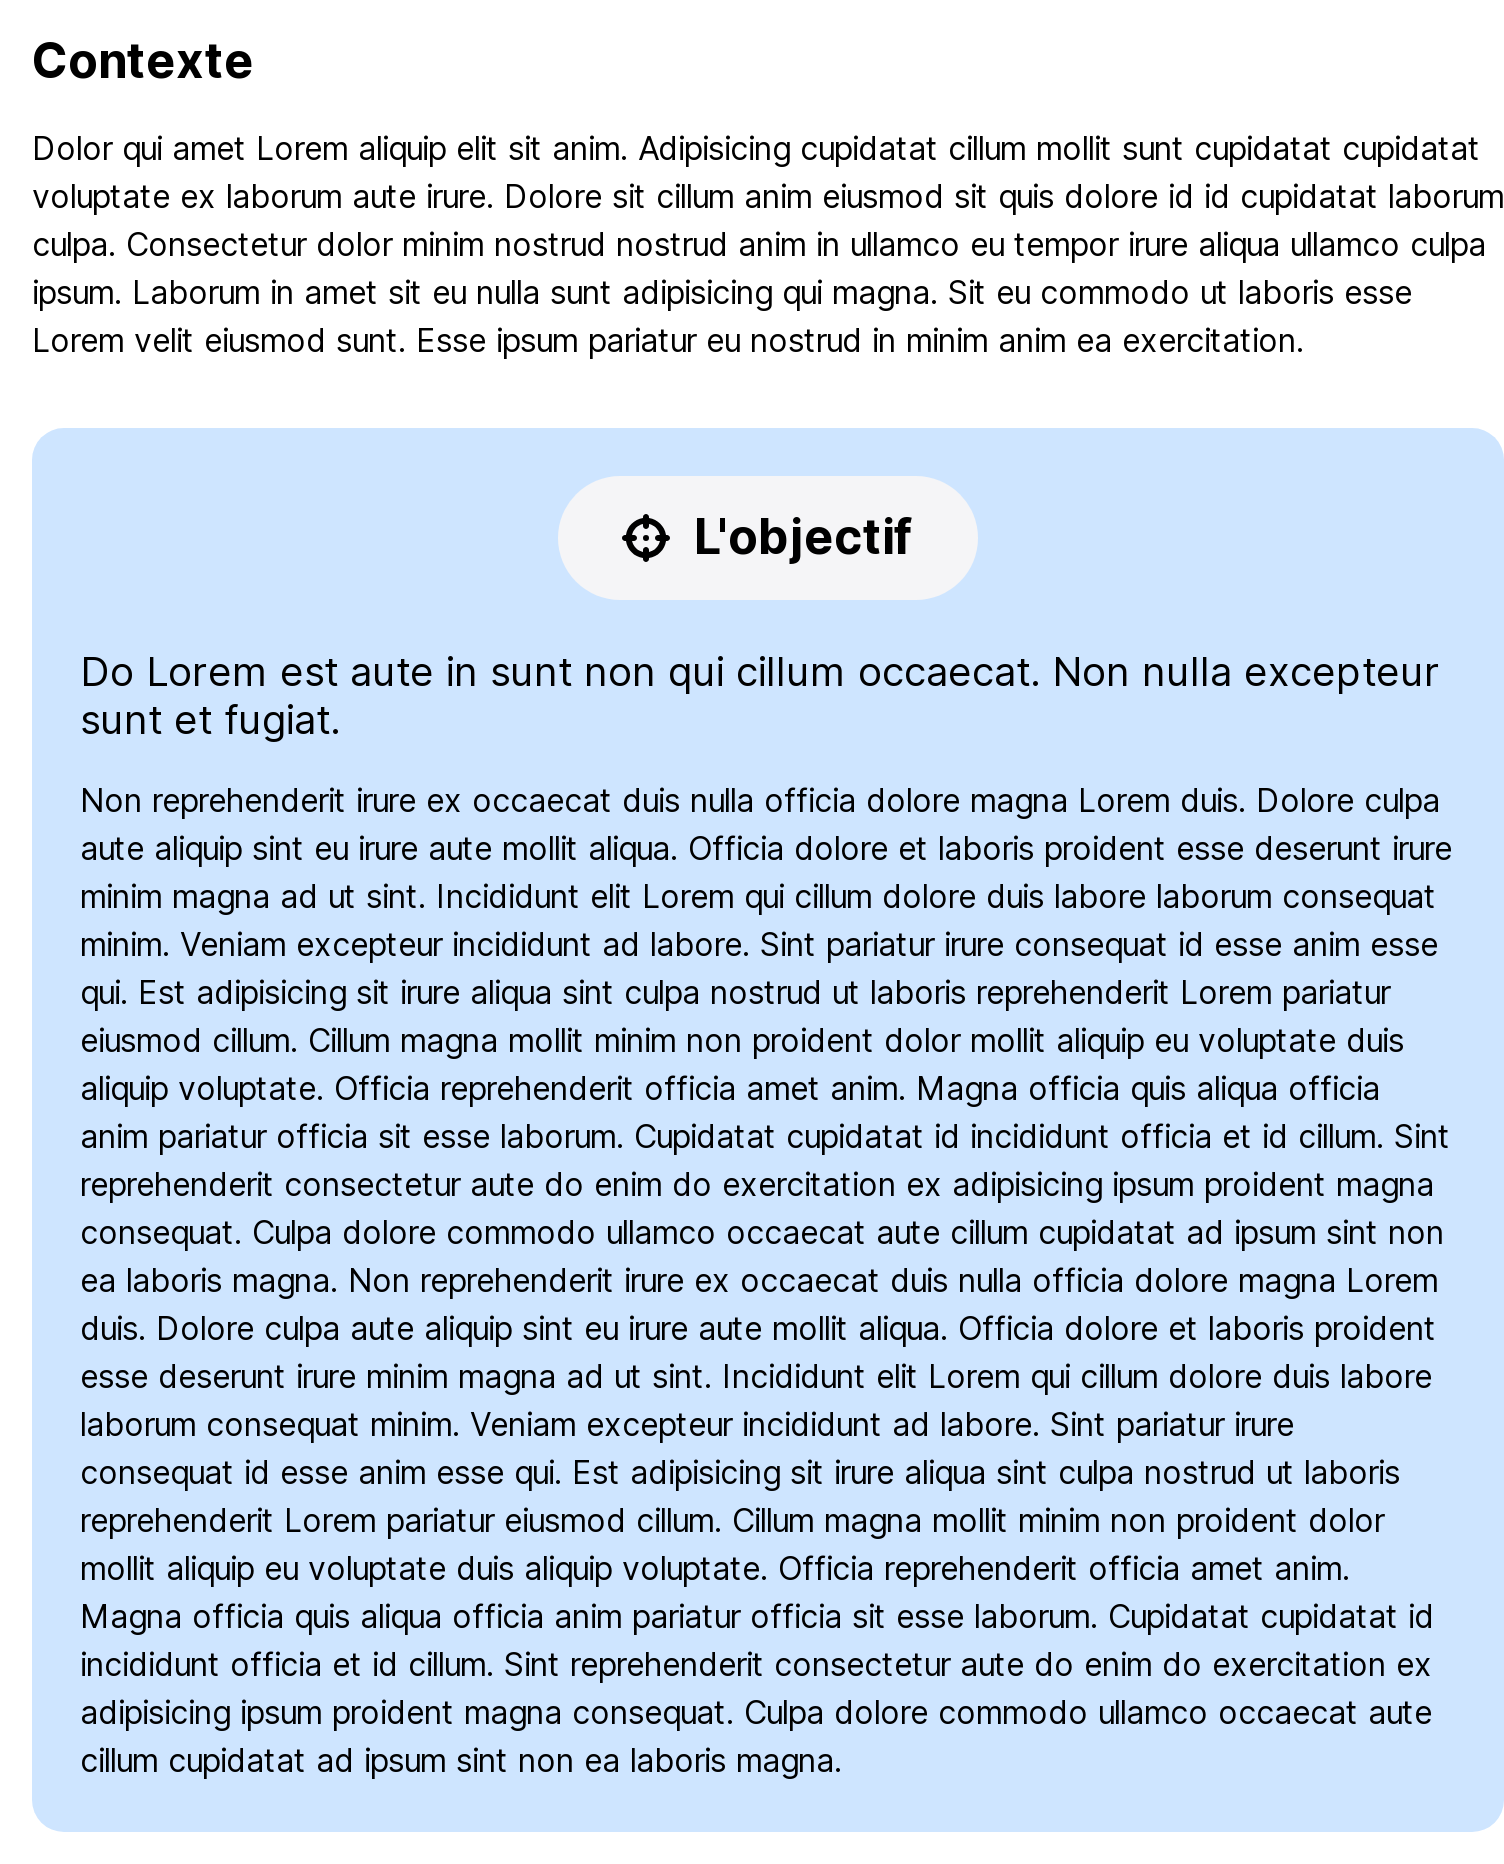 Contexte
Dolor qui amet Lorem aliquip elit sit anim. Adipisicing cupidatat cillum mollit sunt cupidatat cupidatat
voluptate ex laborum aute irure. Dolore sit cillum anim eiusmod sit quis dolore id id cupidatat laborum
culpa. Consectetur dolor minim nostrud nostrud anim in ullamco eu tempor irure aliqua ullamco culpa
ipsum. Laborum in amet sit eu nulla sunt adipisicing qui magna. Sit eu commodo ut laboris esse
Lorem velit eiusmod sunt. Esse ipsum pariatur eu nostrud in minim anim ea exercitation.
L'objectif
Do Lorem est aute in sunt non qui cillum occaecat. Non nulla excepteur
sunt et fugiat.
Non reprehenderit irure ex occaecat duis nulla officia dolore magna Lorem duis. Dolore culpa
aute aliquip sint eu irure aute mollit aliqua. Officia dolore et laboris proident esse deserunt irure
minim magna ad ut sint. Incididunt elit Lorem qui cillum dolore duis labore laborum consequat
minim. Veniam excepteur incididunt ad labore. Sint pariatur irure consequat id esse anim esse
qui. Est adipisicing sit irure aliqua sint culpa nostrud ut laboris reprehenderit Lorem pariatur
eiusmod cillum. Cillum magna mollit minim non proident dolor mollit aliquip eu voluptate duis
aliquip voluptate. Officia reprehenderit officia amet anim. Magna officia quis aliqua officia
anim pariatur officia sit esse laborum. Cupidatat cupidatat id incididunt officia et id cillum. Sint
reprehenderit consectetur aute do enim do exercitation ex adipisicing ipsum proident magna
consequat. Culpa dolore commodo ullamco occaecat aute cillum cupidatat ad ipsum sint non
ea laboris magna. Non reprehenderit irure ex occaecat duis nulla officia dolore magna Lorem
duis. Dolore culpa aute aliquip sint eu irure aute mollit aliqua. Officia dolore et laboris proident
esse deserunt irure minim magna ad ut sint. Incididunt elit Lorem qui cillum dolore duis labore
laborum consequat minim. Veniam excepteur incididunt ad labore. Sint pariatur irure
consequat id esse anim esse qui. Est adipisicing sit irure aliqua sint culpa nostrud ut laboris
reprehenderit Lorem pariatur eiusmod cillum. Cillum magna mollit minim non proident dolor
mollit aliquip eu voluptate duis aliquip voluptate. Officia reprehenderit officia amet anim.
Magna officia quis aliqua officia anim pariatur officia sit esse laborum. Cupidatat cupidatat id
incididunt officia et id cillum. Sint reprehenderit consectetur aute do enim do exercitation ex
adipisicing ipsum proident magna consequat. Culpa dolore commodo ullamco occaecat aute
cillum cupidatat ad ipsum sint non ea laboris magna.